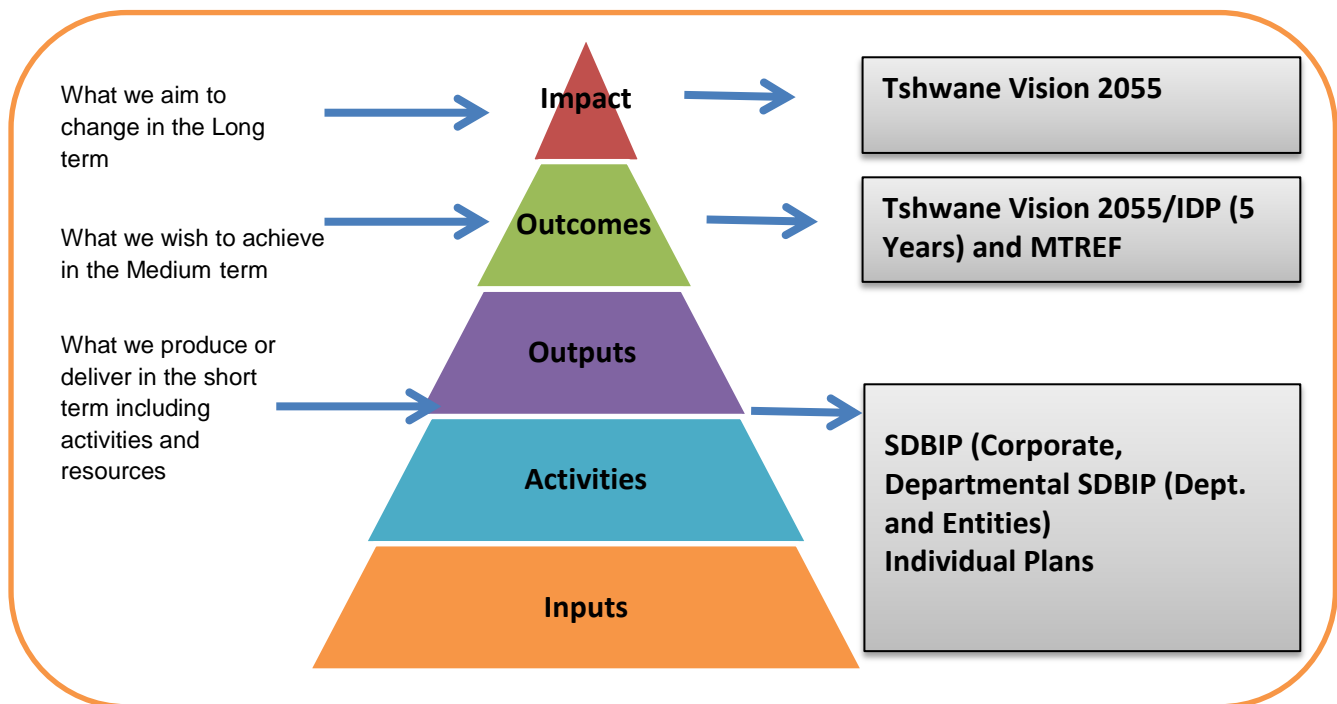 What we aim to
change in the Long
term
Impact
Tshwane Vision 2055
What we wish to achieve
in the Medium term
Outcomes
Tshwane Vision 2055/IDP (5
Years) and MTREF
What we produce or
deliver in the short
term including
activities and
resources
Outputs
Activities
Inputs
SDBIP (Corporate,
Departmental SDBIP (Dept.
and Entities)
Individual Plans